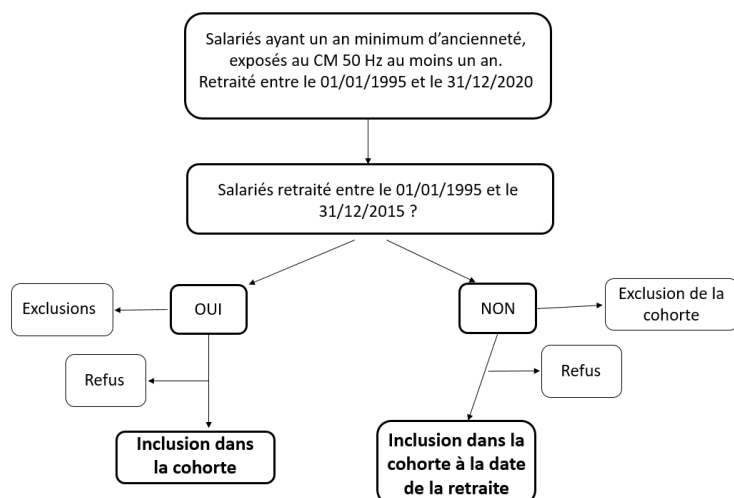 Salariés ayant un an minimum d'ancienneté,
exposés au CM 50 Hz au moins un an.
Retraité entre le 01/01/1995 et le 31/12/2020
Salariés retraité entre le 01/01/1995 et le
31/12/2015 ?
Exclusions
OUI
NON
Exclusion de la
cohorte
Refus
Refus
Inclusion dans
la cohorte
Inclusion dans la
cohorte à la date
de la retraite